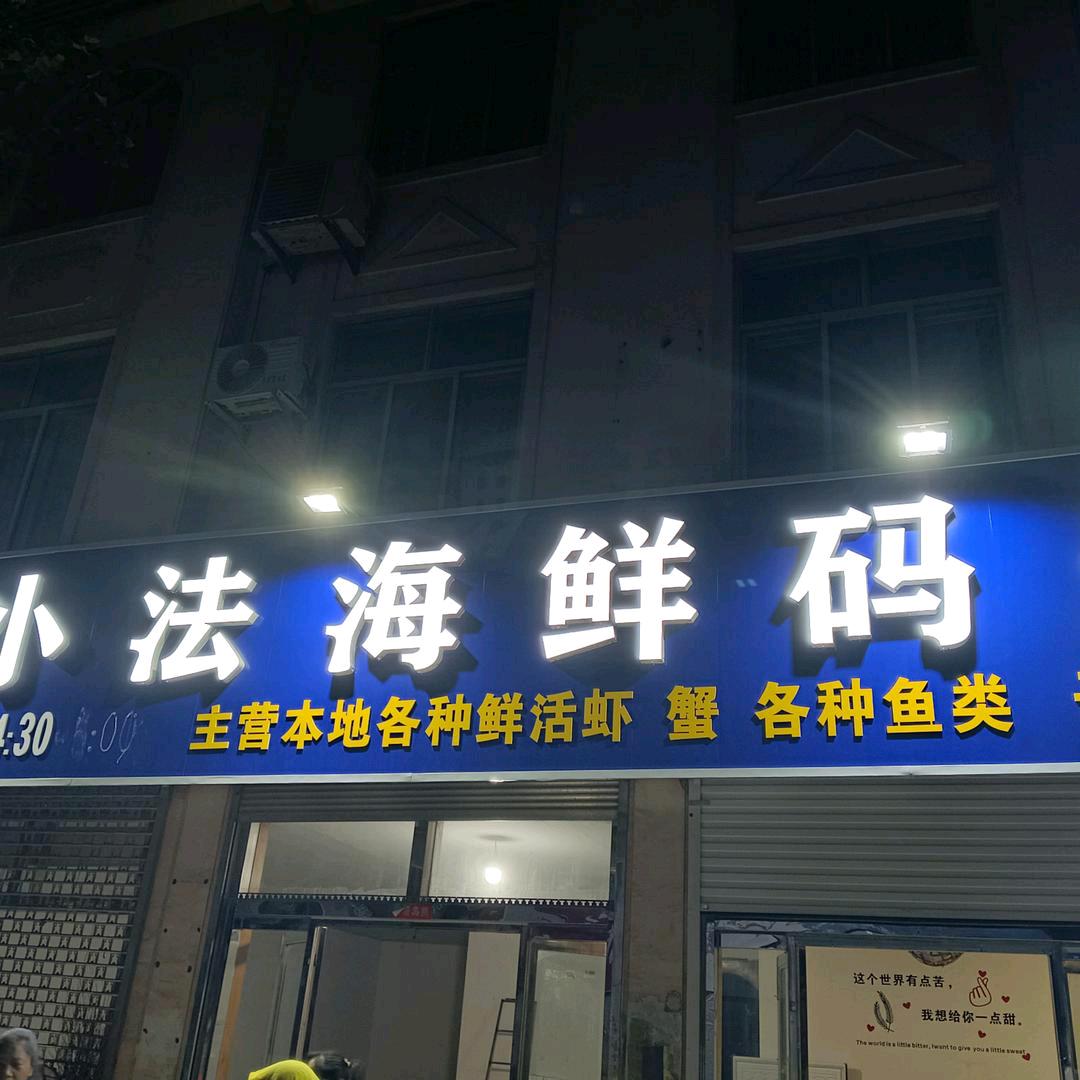 小法海鲜码
4:30
主营本地各种鲜活虾 蟹 各种鱼类
这个世界有点苦，
我想给你一点甜。
The world is a little bitter, I want to give you a little sweet